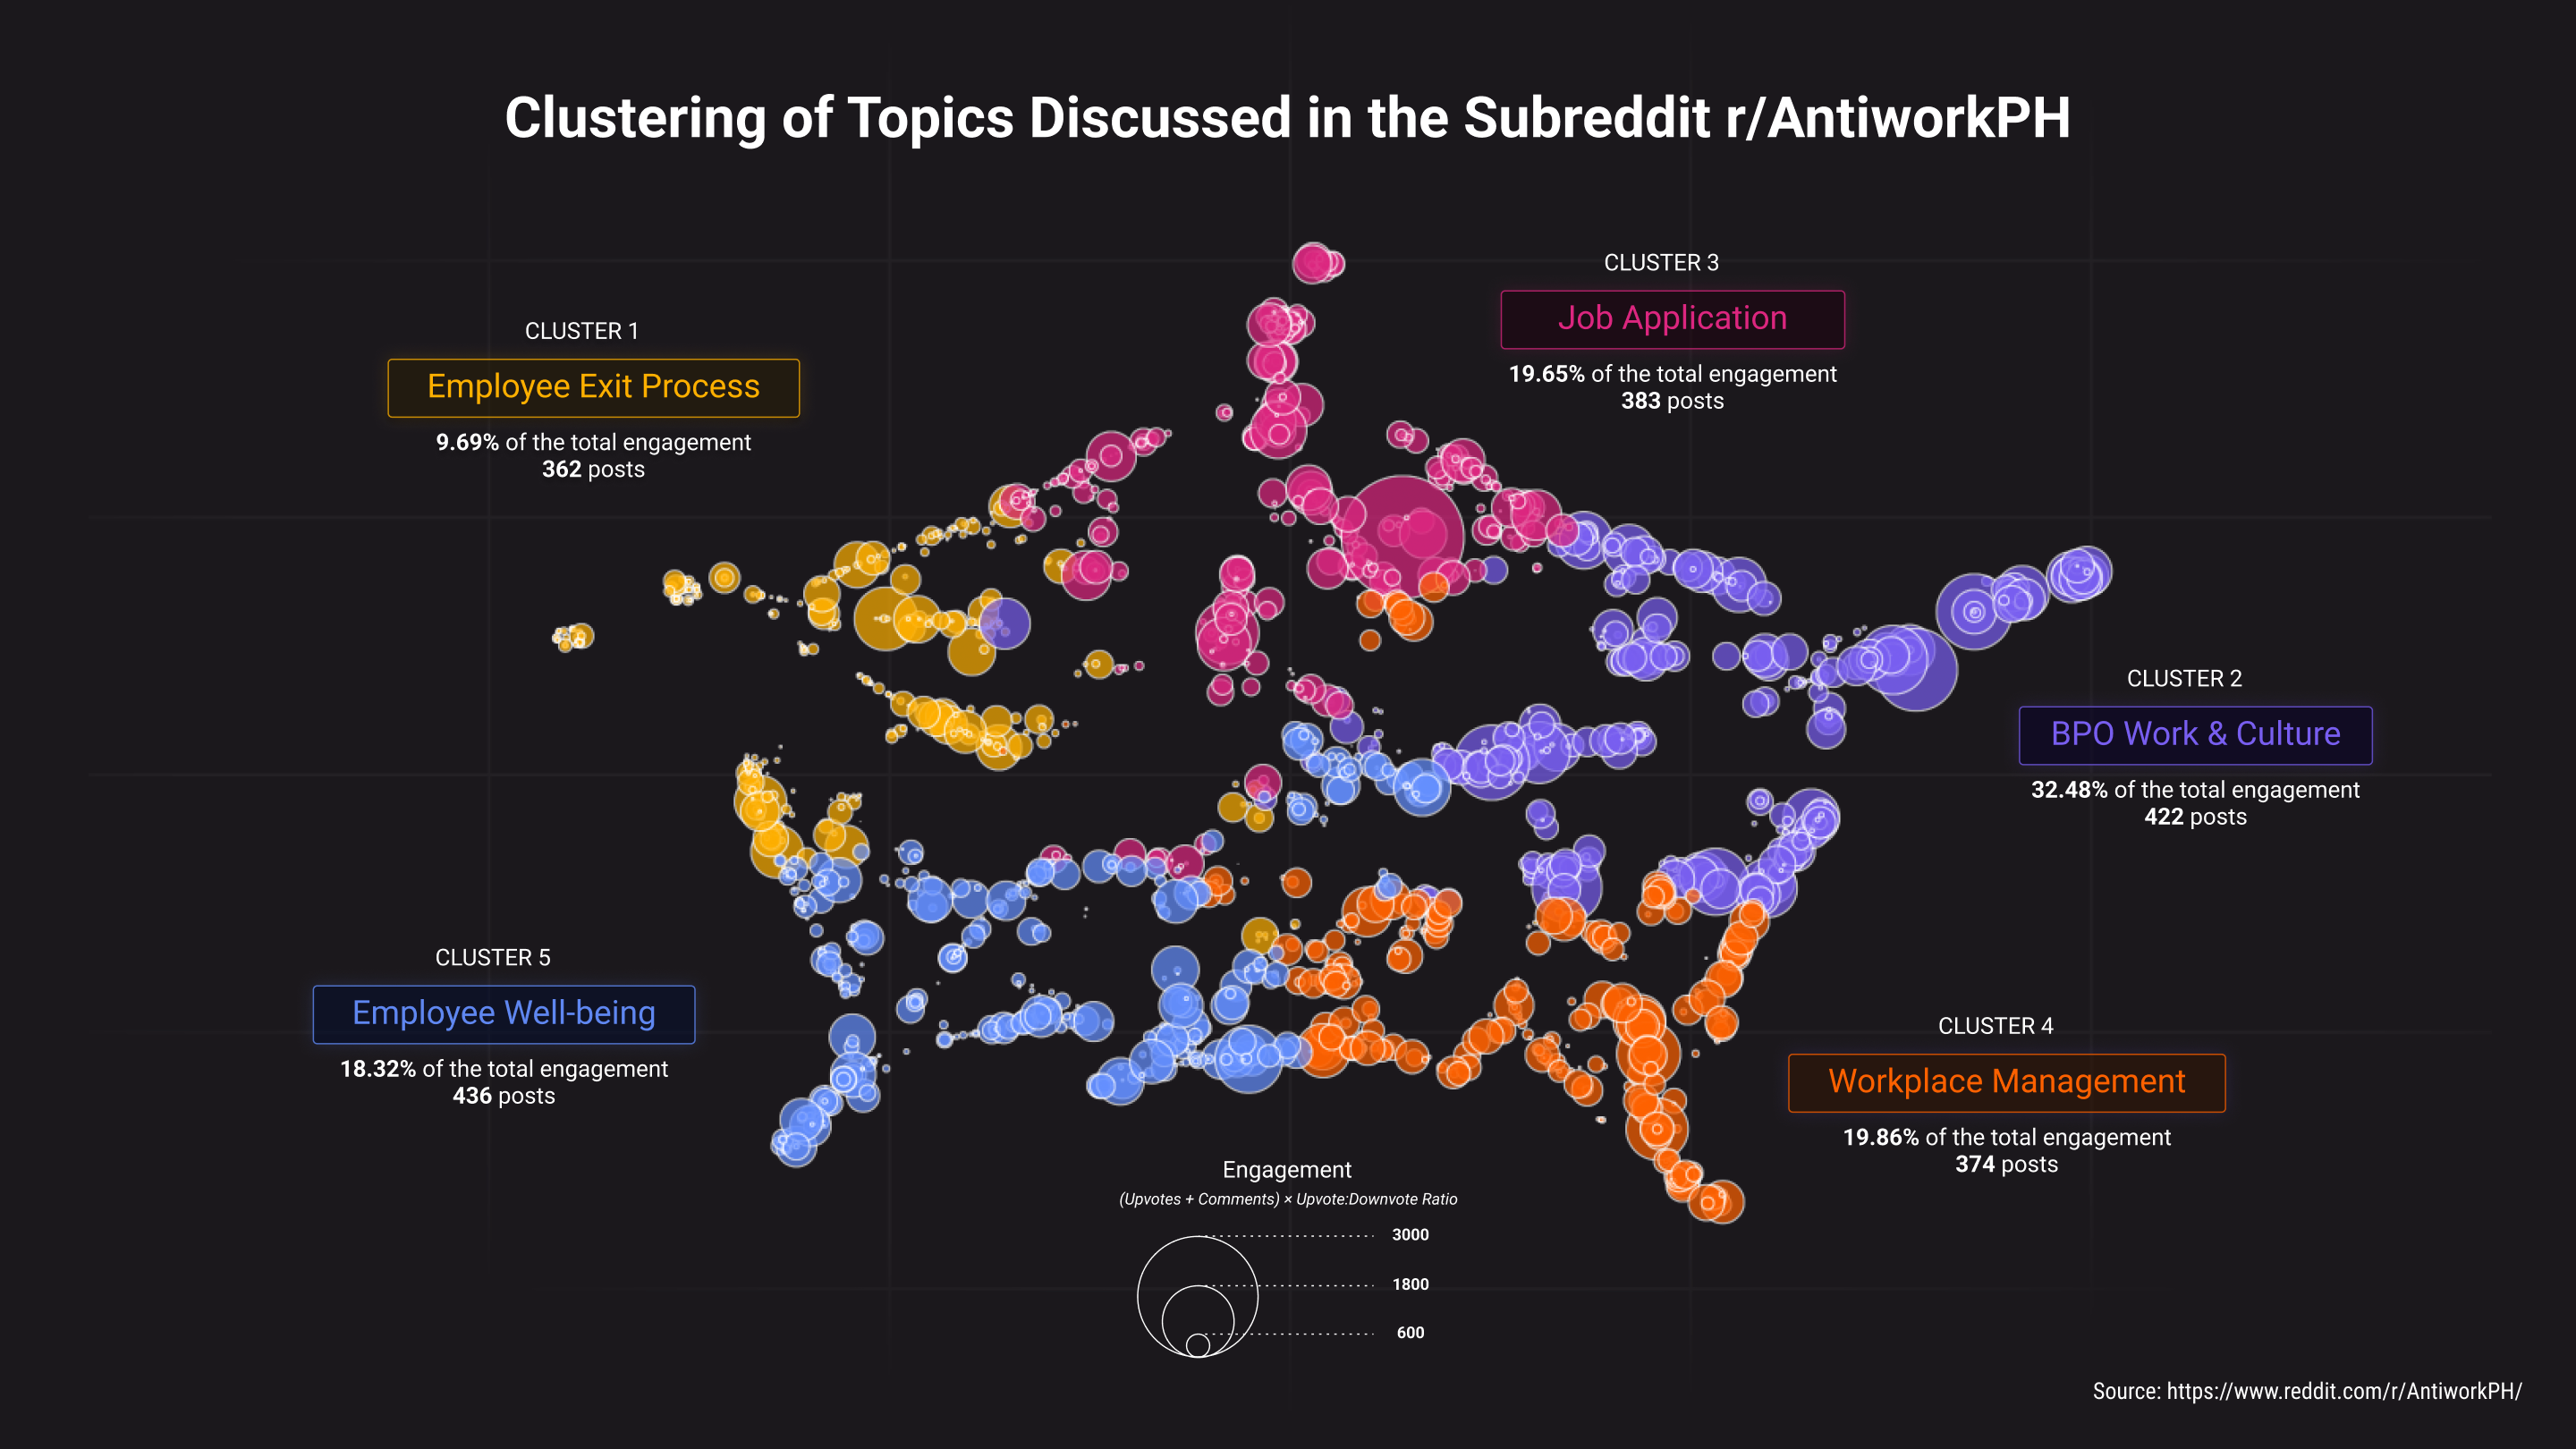 Clustering of Topics Discussed in the Subreddit r/AntiworkPH
CLUSTER 3
Job Application
19.65% of the total engagement
383 posts
CLUSTER 1
Employee Exit Process
9.69% of the total engagement
362 posts
CLUSTER 2
BPO Work & Culture
32.48% of the total engagement
422 posts
CLUSTER 5
Employee Well-being
18.32% of the total engagement
436 posts
CLUSTER 4
Workplace Management
19.86% of the total engagement
374 posts
Engagement
(Upvotes + Comments) × Upvote:Downvote Ratio
3000
1800
600
Source: https://www.reddit.com/r/AntiworkPH/